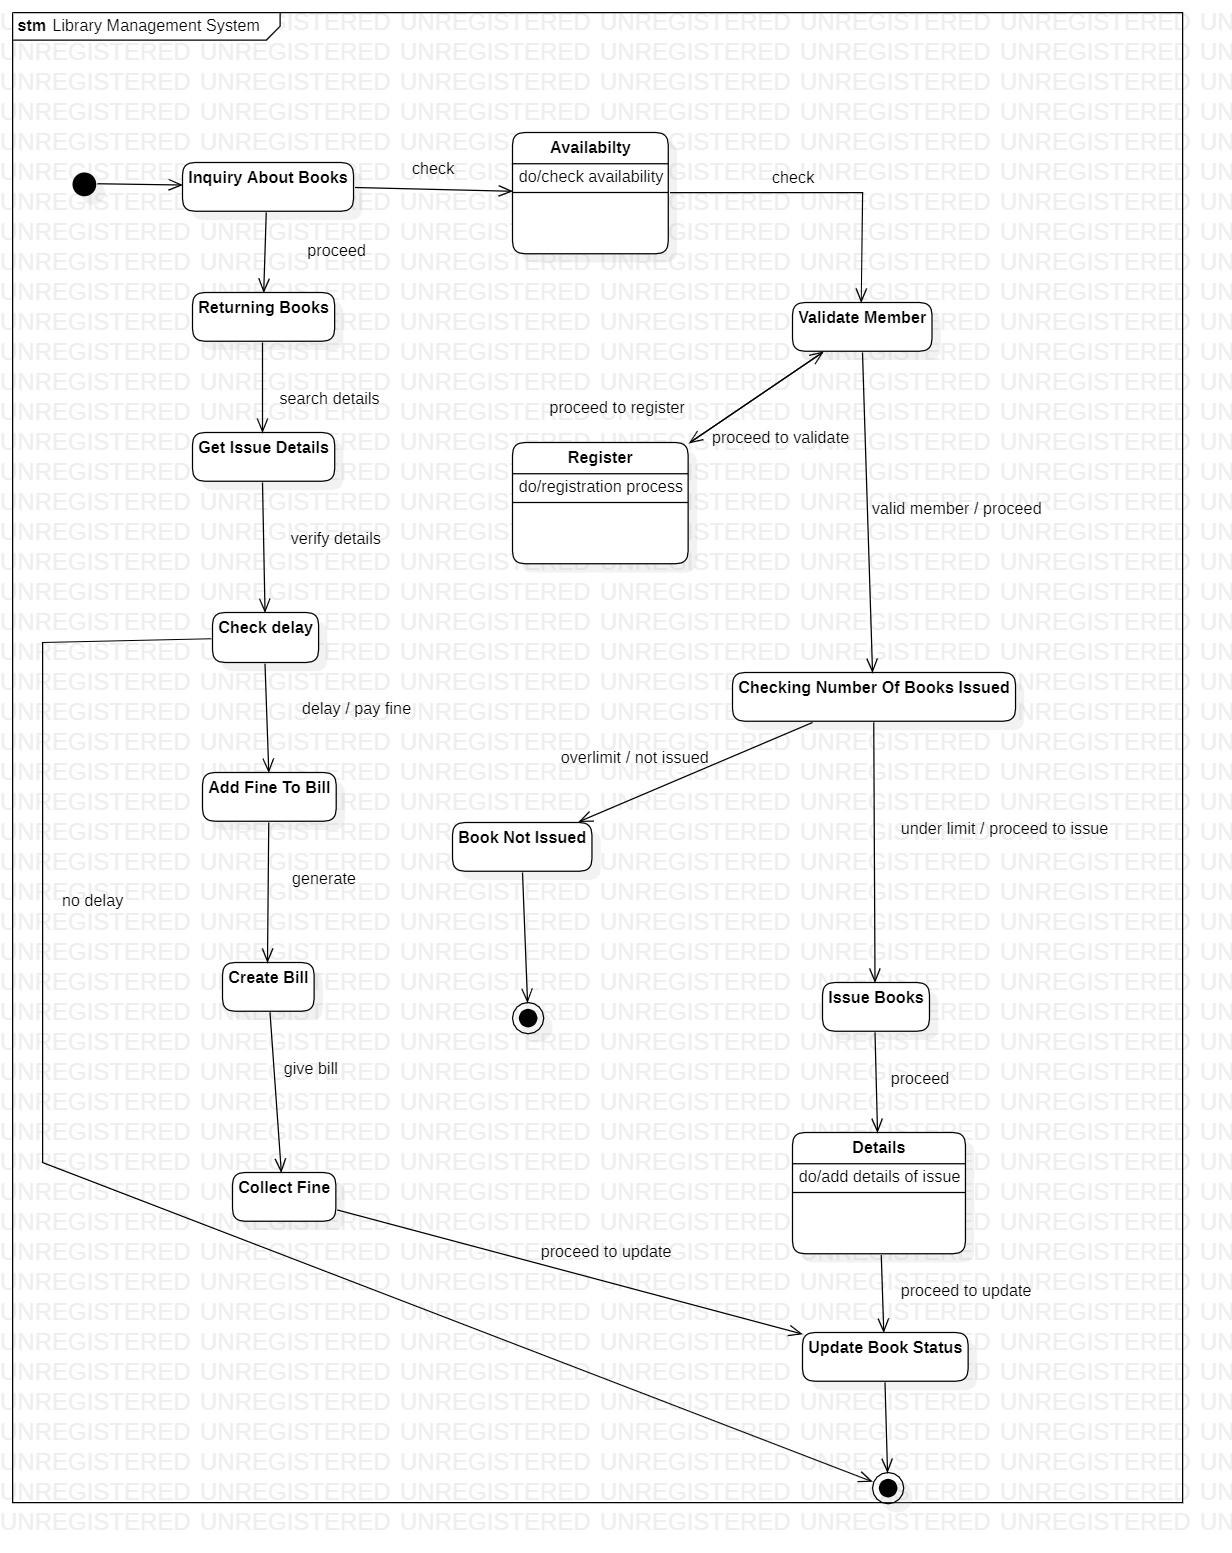 stm Library Management System
Inquiry About Books
check
Availabilty
do/check availability
check
proceed
Returning Books
Validate Member
search details
proceed to register
proceed to validate
Get Issue Details
Register
do/registration process
valid member / proceed
verify details
Check delay
Checking Number Of Books Issued
delay / pay fine
overlimit / not issued
Add Fine To Bill
Book Not Issued
under limit / proceed to issue
generate
no delay
Create Bill
Issue Books
give bill
proceed
Details
do/add details of issue
Collect Fine
proceed to update
proceed to update
Update Book Status
UNREGISTERED